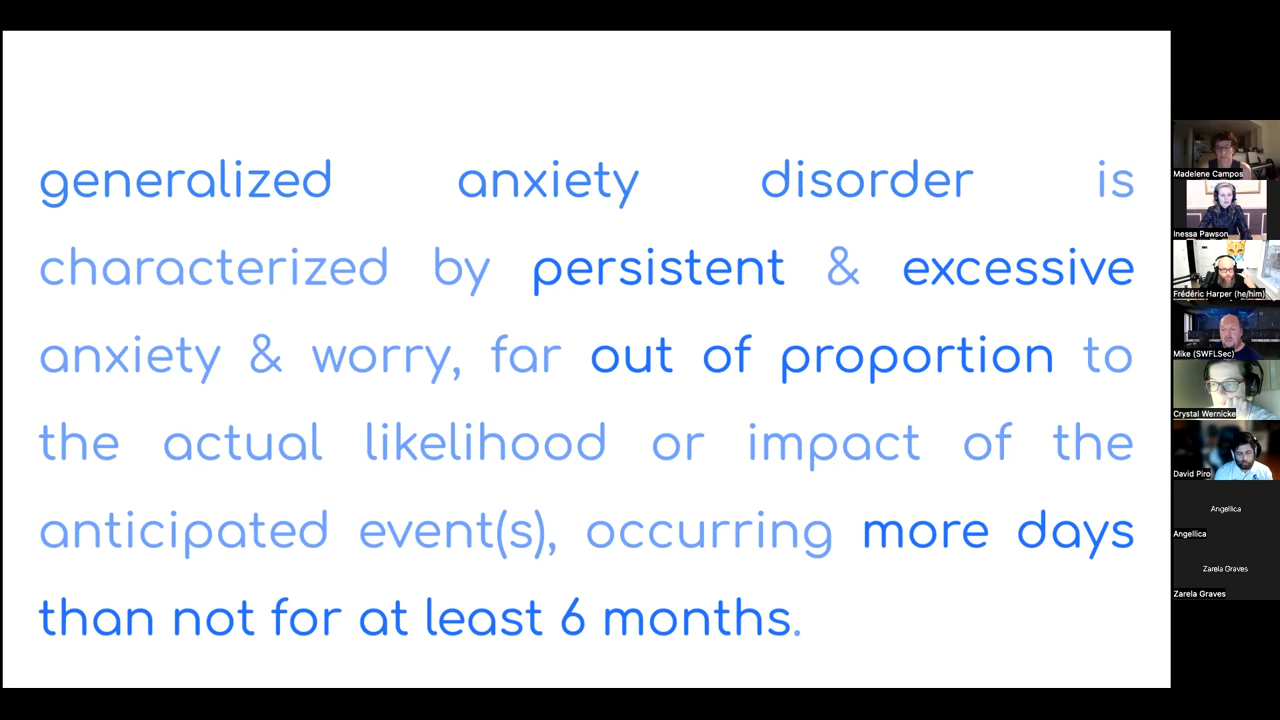 generalized anxiety disorder is
characterized by persistent & excessive
anxiety & worry, far out of proportion to
the actual likelihood or impact of the
anticipated event(s), occurring more days
than not for at least 6 months.
Madelene Campos
Inessa Pawson
Frédéric Harper (he/him)
Mike (SWFLSec)
Crystal Wernicke
David Piro
Angellica
Angellica
Zarela Graves
Zarela Graves